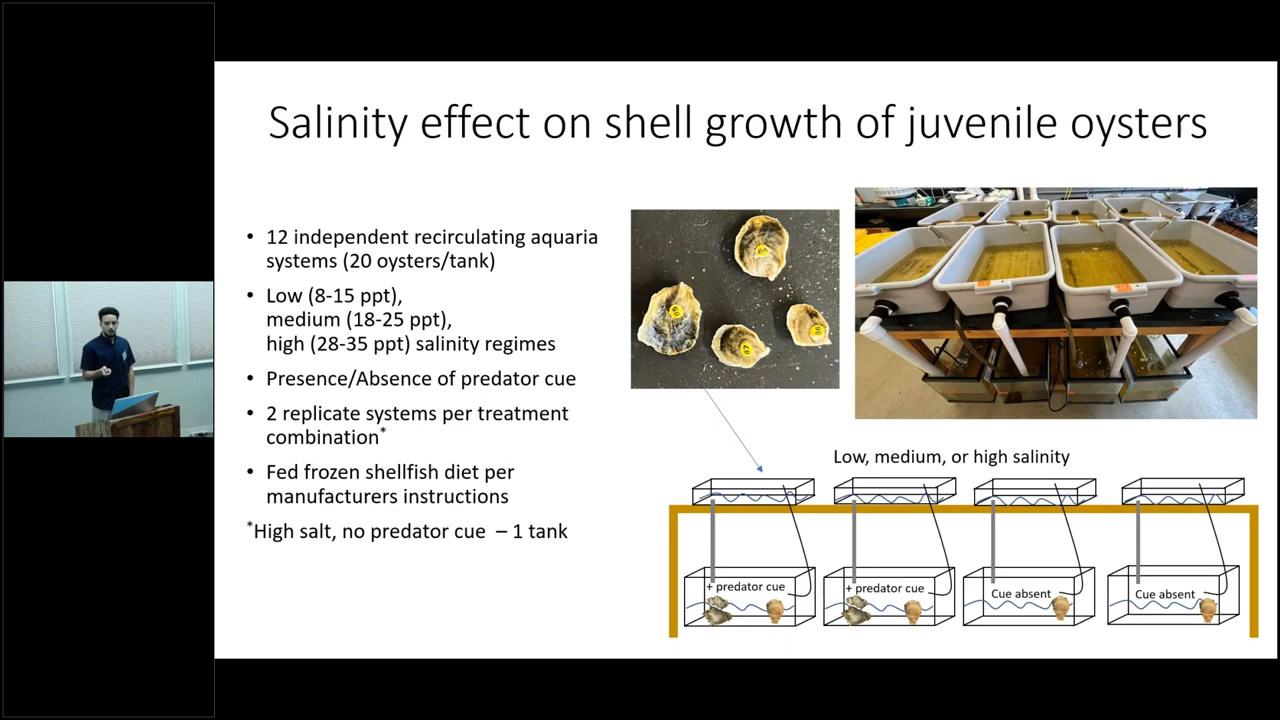 Salinity effect on shell growth of juvenile oysters
• 12 independent recirculating aquaria
systems (20 oysters/tank)
• Low (8-15 ppt),
medium (18-25 ppt),
high (28-35 ppt) salinity regimes
• Presence/Absence of predator cue
• 2 replicate systems per treatment
combination*
• Fed frozen shellfish diet per
manufacturers instructions
*High salt, no predator cue – 1 tank
Low, medium, or high salinity
+ predator cue
+ predator cue
Cue absent
Cue absent